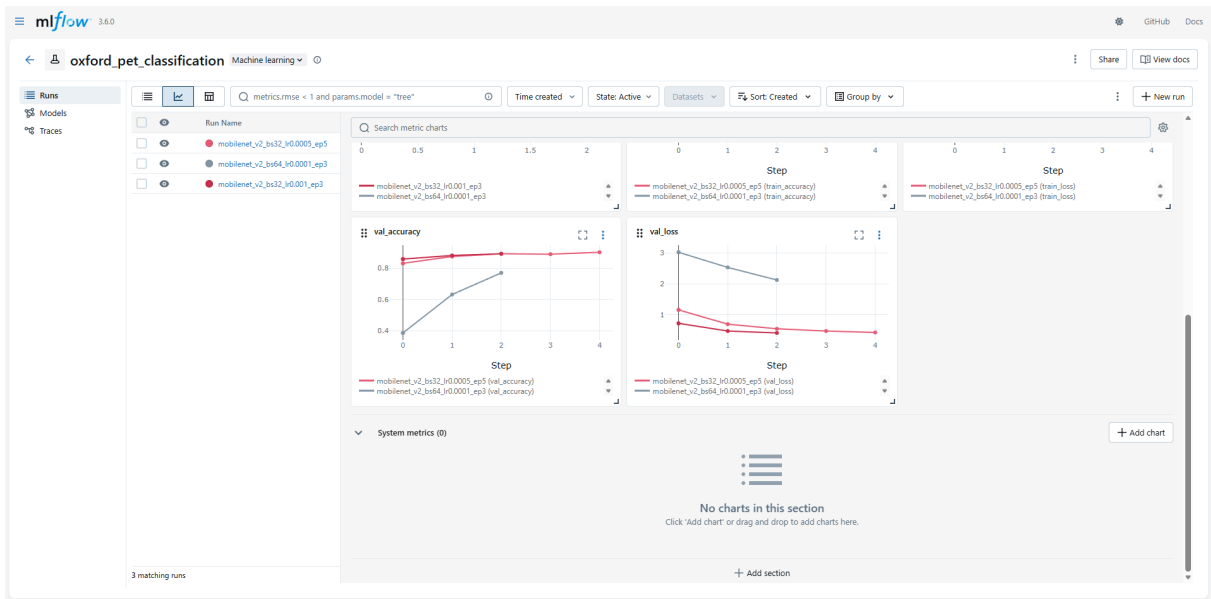 mlflow 3.6.0
GitHub Docs
oxford_pet_classification Machine learning
Share View docs
Runs
Models
Traces
metrics.rmse < 1 and params.model = "tree"
Time created
State: Active
Datasets
Sort: Created
Group by
New run
Run Name
mobilenet_v2_bs32_lr0.0005_ep5
mobilenet_v2_bs64_lr0.0001_ep3
mobilenet_v2_bs32_lr0.001_ep3
3 matching runs
Search metric charts
0 0.5 1 1.5 2
mobilenet_v2_bs32_lr0.001_ep3
mobilenet_v2_bs64_lr0.0001_ep3
0 1 2 3 4
Step
mobilenet_v2_bs32_lr0.0005_ep5 (train_accuracy)
mobilenet_v2_bs64_lr0.0001_ep3 (train_accuracy)
0 1 2 3 4
Step
mobilenet_v2_bs32_lr0.0005_ep5 (train_loss)
mobilenet_v2_bs64_lr0.0001_ep3 (train_loss)
val_accuracy
0.8
0.6
0.4
0 1 2 3 4
Step
mobilenet_v2_bs32_lr0.0005_ep5 (val_accuracy)
mobilenet_v2_bs64_lr0.0001_ep3 (val_accuracy)
val_loss
3
2
1
0 1 2 3 4
Step
mobilenet_v2_bs32_lr0.0005_ep5 (val_loss)
mobilenet_v2_bs64_lr0.0001_ep3 (val_loss)
System metrics (0)
Add chart
No charts in this section
Click 'Add chart' or drag and drop to add charts here.
Add section